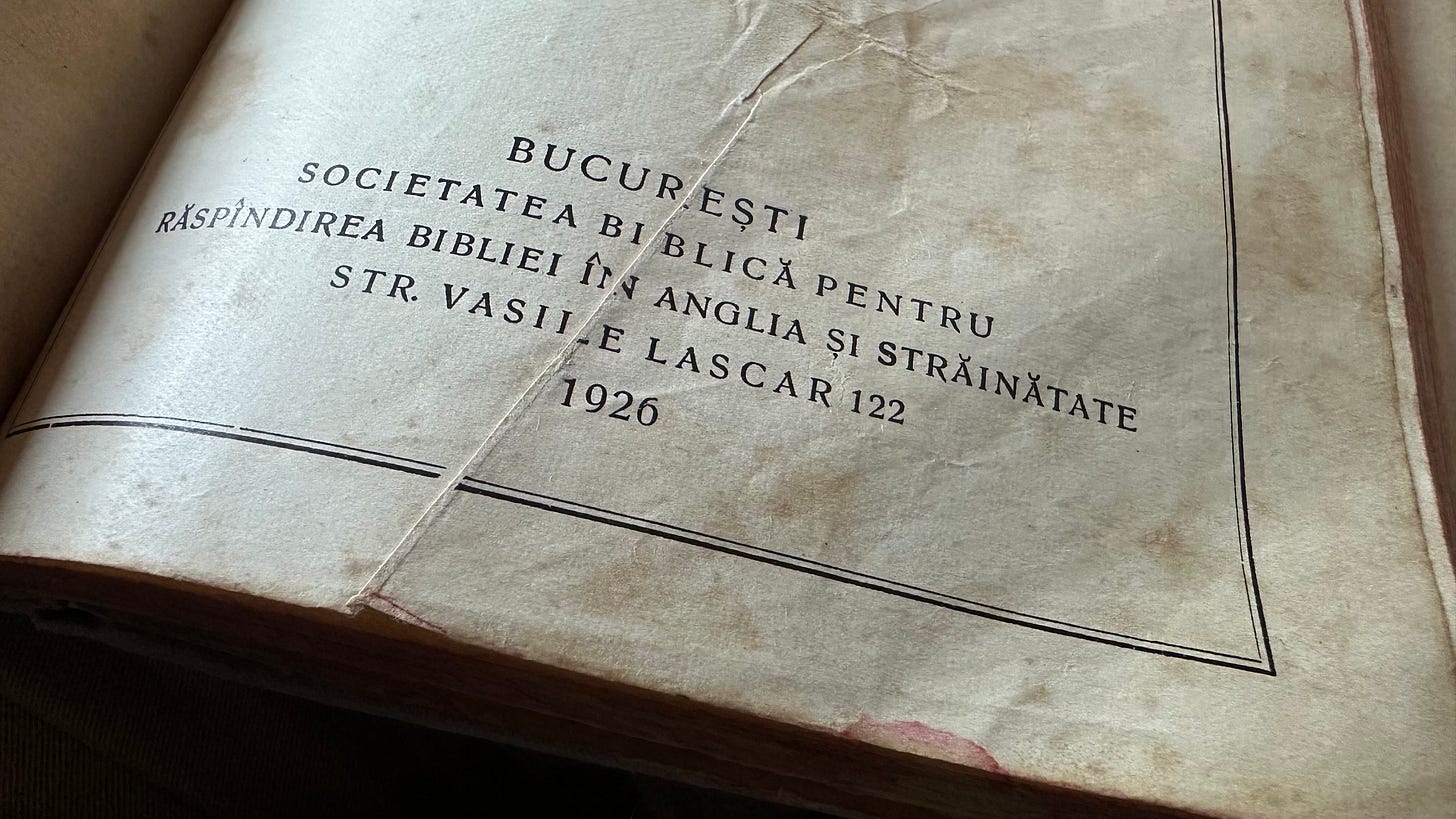 BUCUREȘTI
SOCIETATEA BIBLICĂ PENTRU
RĂSPÎNDIREA BIBLIEI ÎN ANGLIA ȘI STRĂINĂTATE
STR. VASILE LASCAR 122
1926